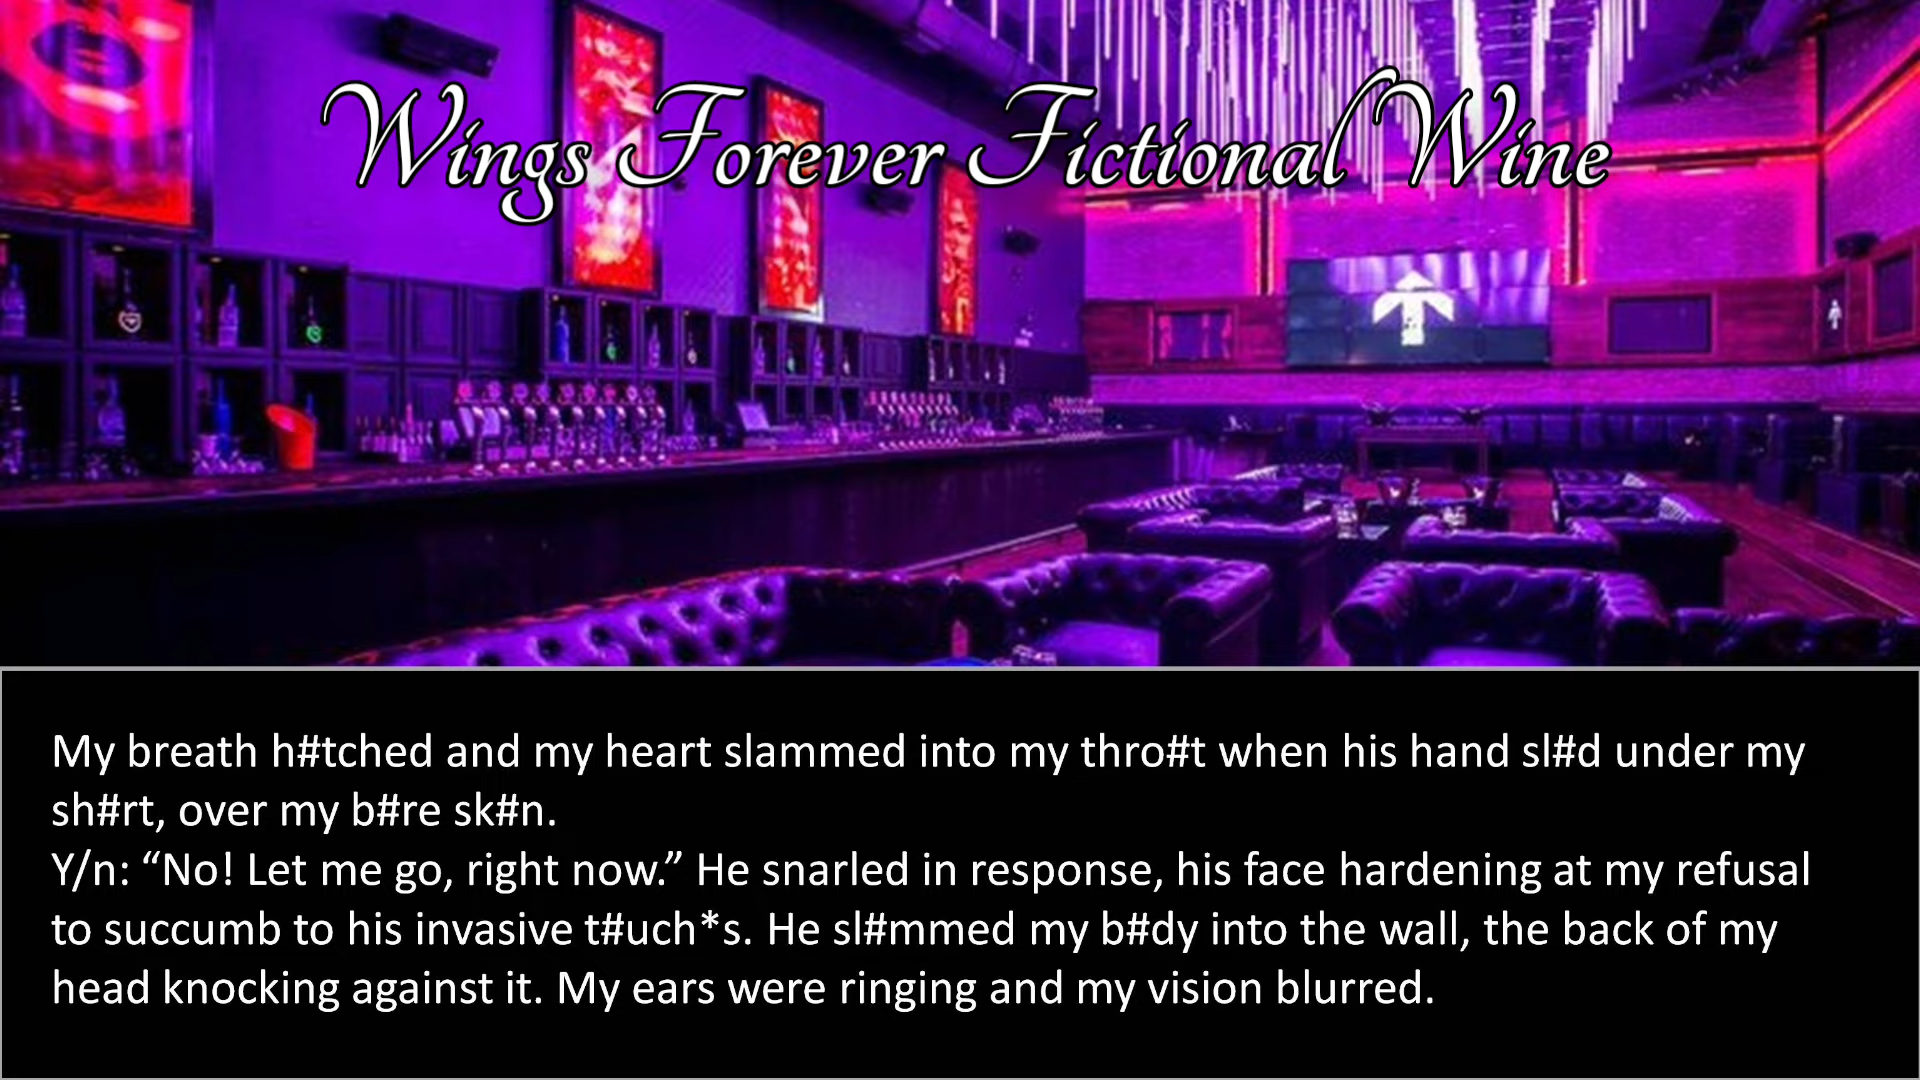 Wings Forever Fictional Wine
My breath h#tched and my heart slammed into my thro#t when his hand sl#d under my
sh#rt, over my b#re sk#n.
Y/n: “No! Let me go, right now.” He snarled in response, his face hardening at my refusal
to succumb to his invasive t#uch*s. He sl#mmed my b#dy into the wall, the back of my
head knocking against it. My ears were ringing and my vision blurred.